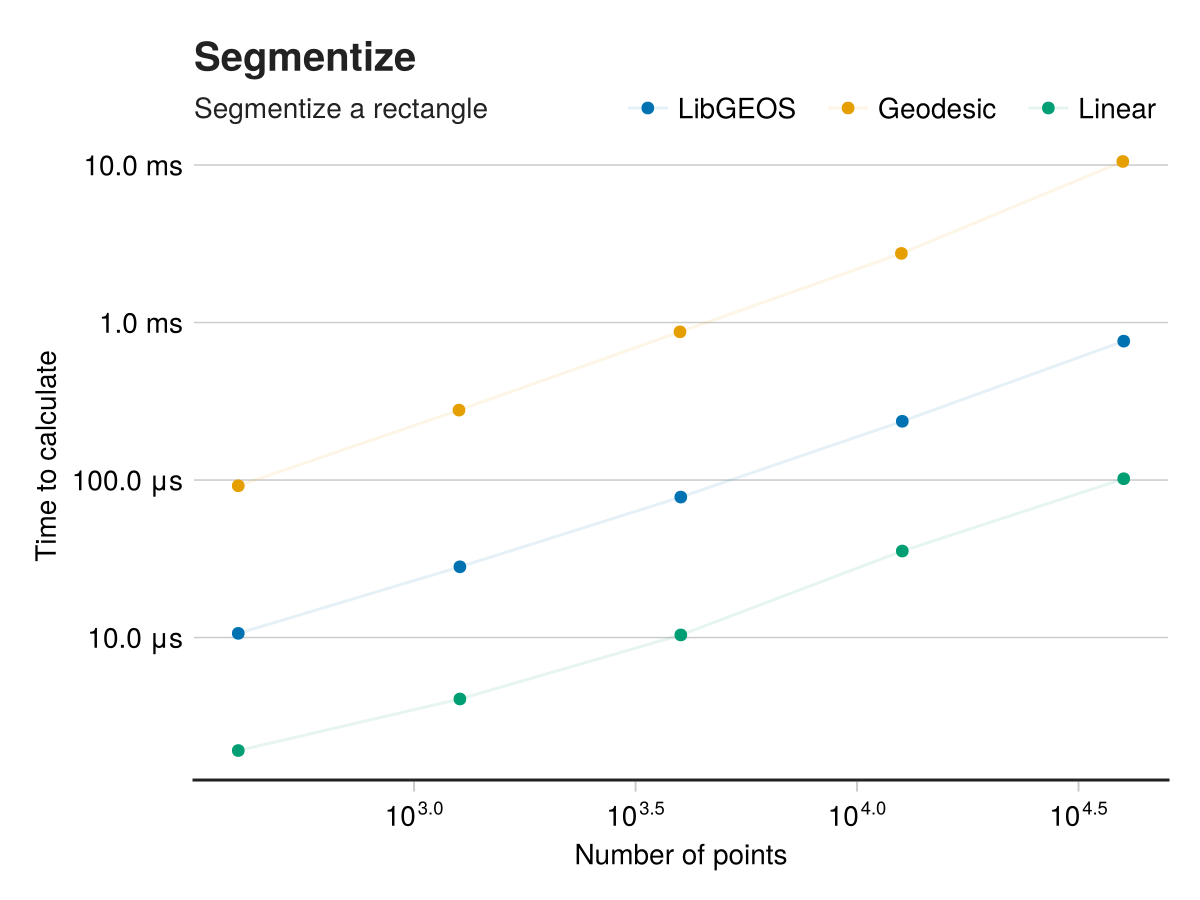 Segmentize
Segmentize a rectangle
LibGEOS
Geodesic
Linear
10.0 ms
1.0 ms
100.0 µs
10.0 µs
Time to calculate
10^3.0
10^3.5
10^4.0
10^4.5
Number of points